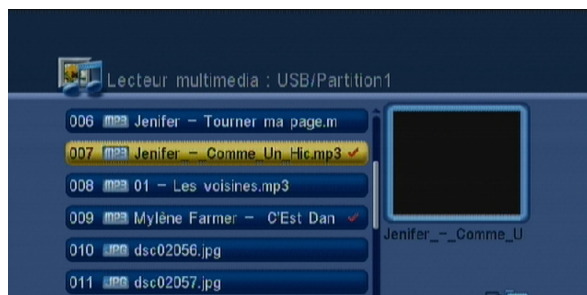 Lecteur multimedia : USB/Partition1
006 MP3 Jenifer – Tourner ma page.m
007 MP3 Jenifer_-_Comme_Un_Hic.mp3
008 MP3 01 – Les voisines.mp3
009 MP3 Mylène Farmer – C'Est Dan
Jenifer_-_Comme_U
010 JPG dsc02056.jpg
011 JPG dsc02057.jpg